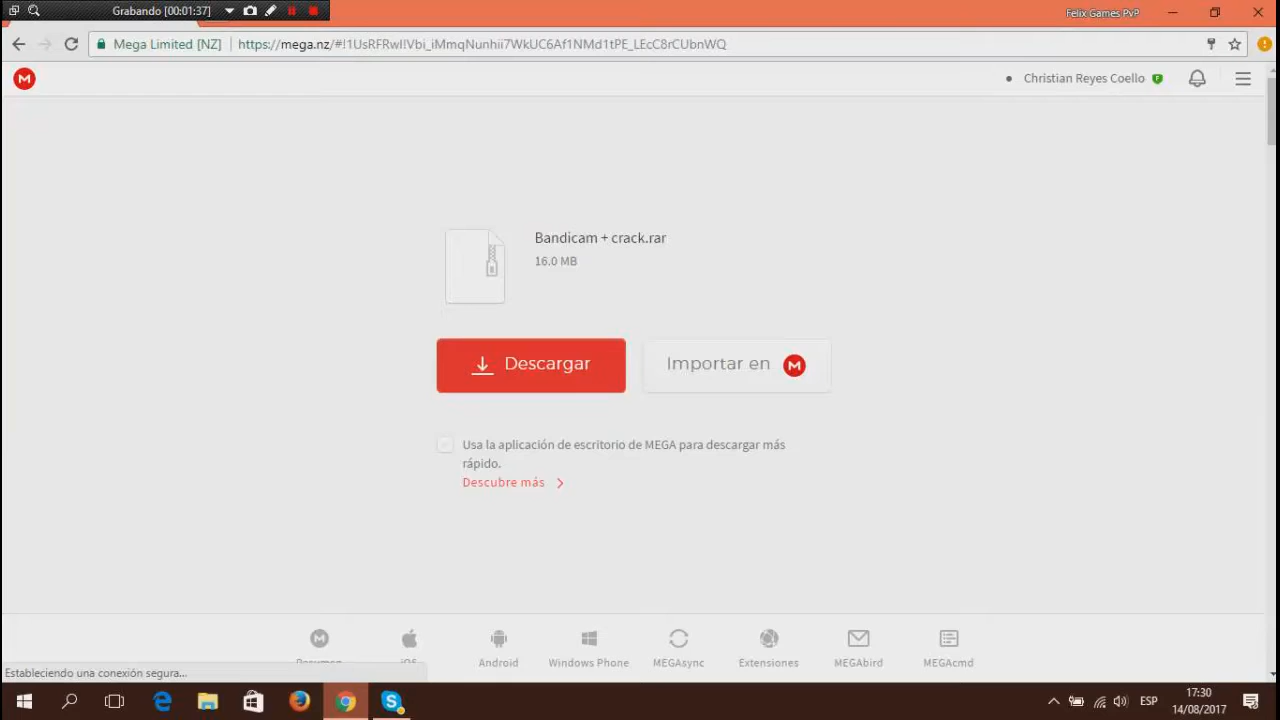 Grabando [00:01:37]
Felix Games PvP
Mega Limited [NZ]
https://mega.nz/#!1UsRFRwI!Vbi_iMmqNunhii7WkUC6Af1NMd1tPE_LEcC8rCUbnWQ
Christian Reyes Coello
Bandicam + crack.rar
16.0 MB
Descargar
Importar en
Usa la aplicación de escritorio de MEGA para descargar más
rápido.
Descubre más
Resumen
iOS
Android
Windows Phone
MEGAsync
Extensiones
MEGAbird
MEGAcmd
Estableciendo una conexión segura...
ESP
17:30
14/08/2017